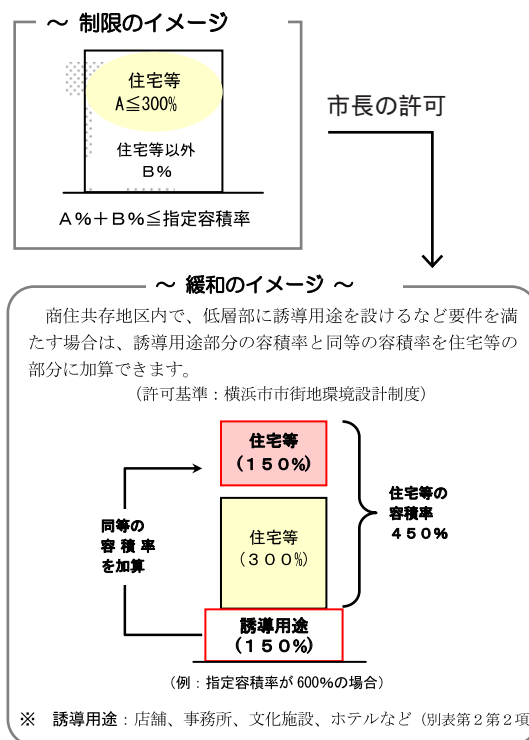 ～ 制限のイメージ
住宅等
A≦300%
住宅等以外
B%
A%+B%≦指定容積率
市長の許可
～ 緩和のイメージ ～
商住共存地区内で、低層部に誘導用途を設けるなど要件を満
たす場合は、誘導用途部分の容積率と同等の容積率を住宅等の
部分に加算できます。
（許可基準：横浜市市街地環境設計制度）
住宅等
（１５０％）
住宅等の
容積率
４５０％
同等の
容 積 率
を加算
住宅等
（３００％）
誘導用途
（１５０％）
（例：指定容積率が 600％の場合）
※ 誘導用途：店舗、事務所、文化施設、ホテルなど（別表第２第２項